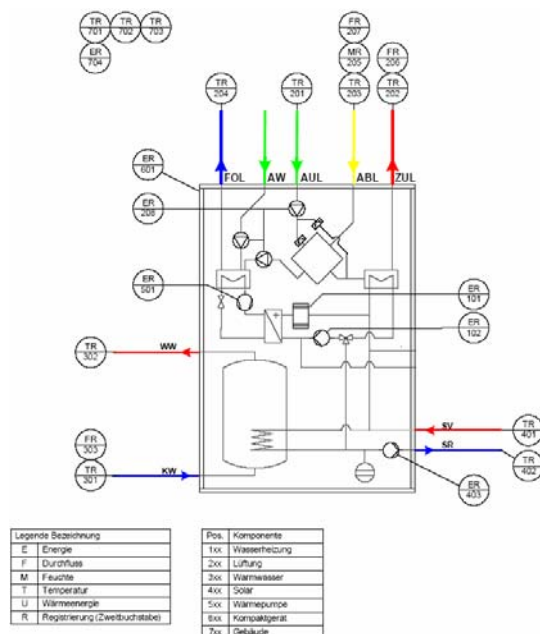 TR 701 TR 702 TR 703
ER 704
FR 207
MR 205 FR 206
TR 204 TR 201 TR 203 TR 202
ER 601
FOL AW AUL ABL ZUL
ER 208
ER 501
ER 101
ER 102
TR 302 WW
SV TR 401
FR 303
SR TR 402
TR 301 KW
ER 403
Legende Bezeichnung
E Energie
F Durchfluss
M Feuchte
T Temperatur
U Wärmeenergie
R Registrierung (Zweitbuchstabe)
Pos. Komponente
1xx Wasserheizung
2xx Lüftung
3xx Warmwasser
4xx Solar
5xx Wärmepumpe
6xx Kompaktgerät
7xx Gebäude